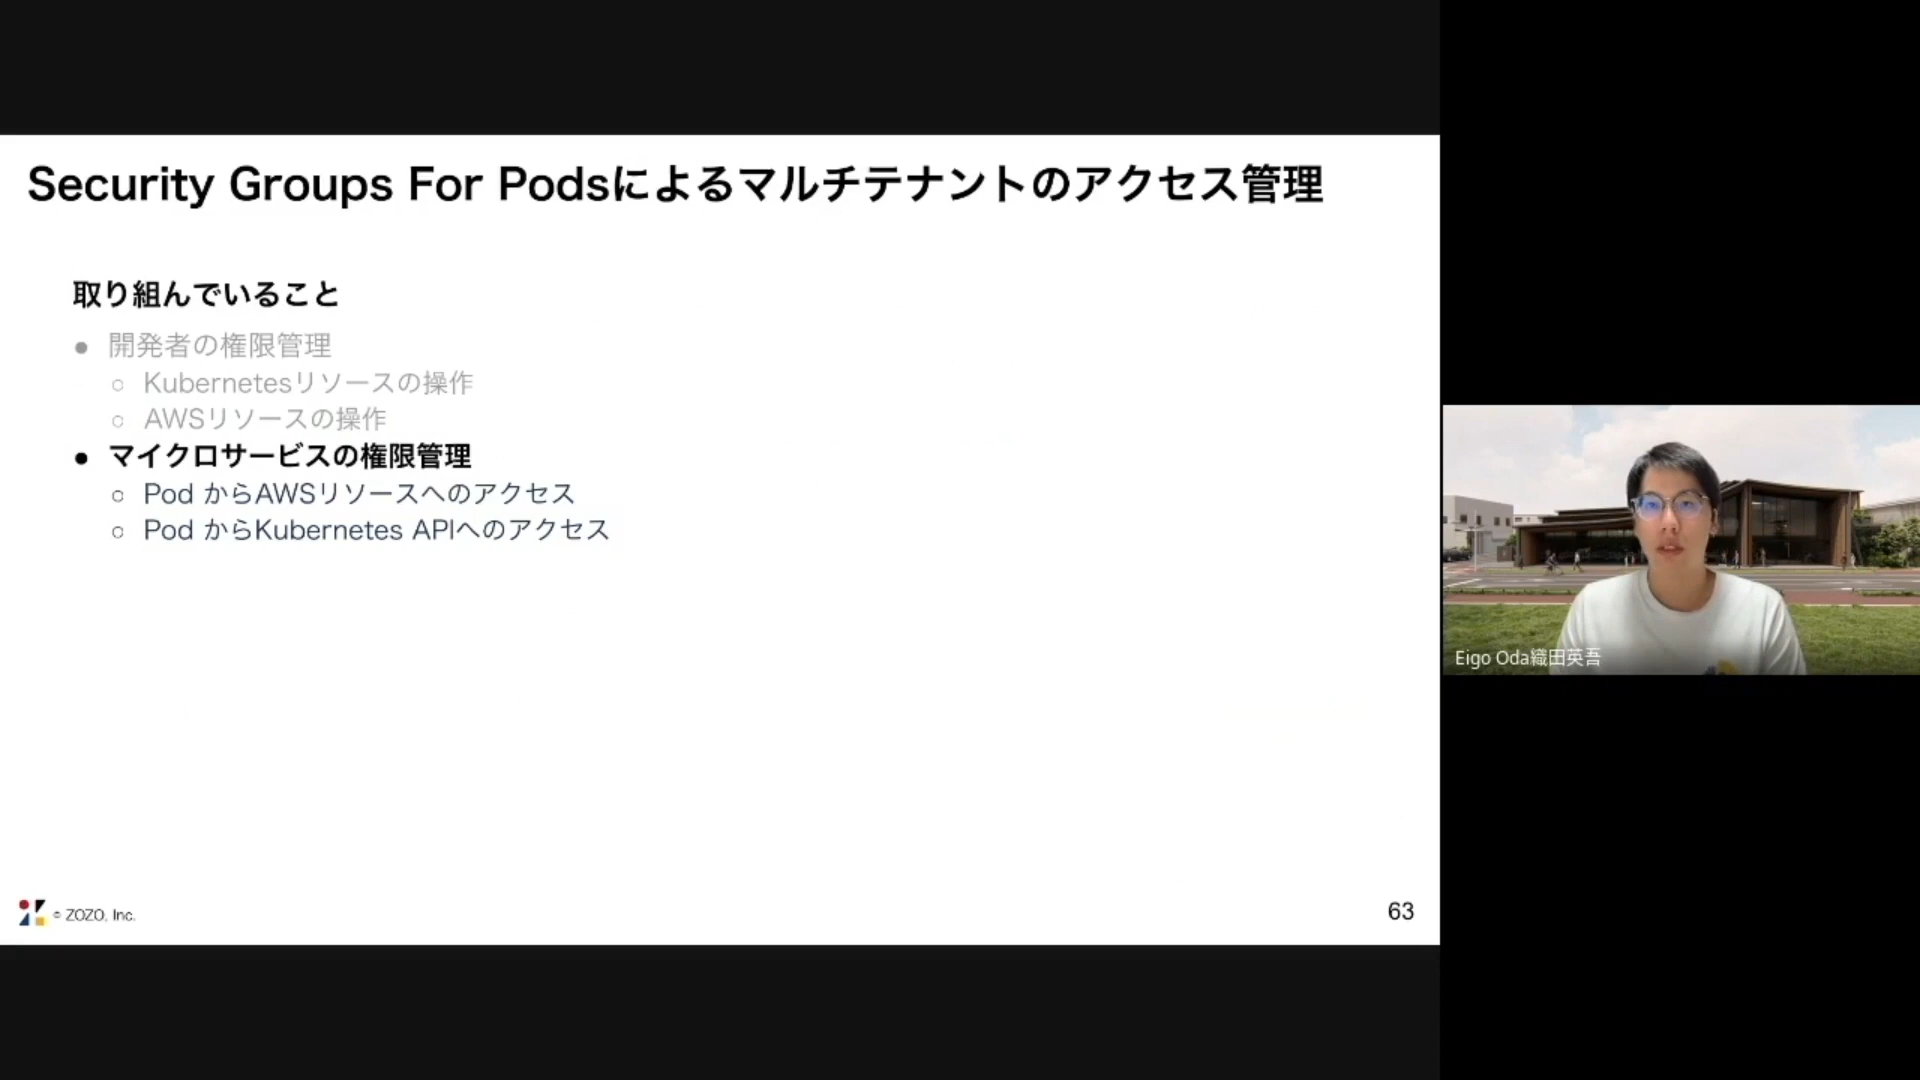 Security Groups For Podsによるマルチテナントのアクセス管理
取り組んでいること
● 開発者の権限管理
○ Kubernetesリソースの操作
○ AWSリソースの操作
● マイクロサービスの権限管理
○ Pod からAWSリソースへのアクセス
○ Pod からKubernetes APIへのアクセス
© ZOZO, Inc.
63
Eigo Oda織田英吾